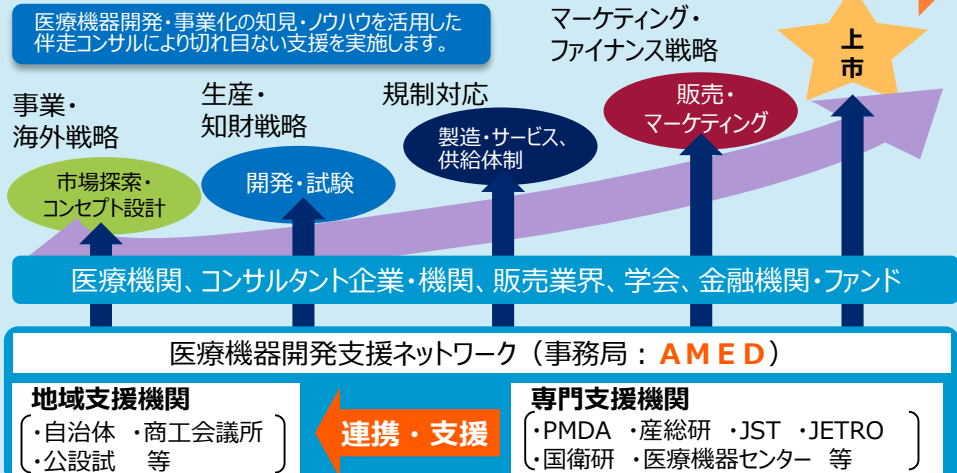 医療機器開発・事業化の知見・ノウハウを活用した
伴走コンサルにより切れ目ない支援を実施します。
事業・
海外戦略
市場探索・
コンセプト設計
生産・
知財戦略
開発・試験
規制対応
製造・サービス、
供給体制
マーケティング・
ファイナンス戦略
販売・
マーケティング
上
市
医療機関、コンサルタント企業・機関、販売業界、学会、金融機関・ファンド
医療機器開発支援ネットワーク（事務局：AMED）
地域支援機関
・自治体 ・商工会議所
・公設試 等
連携・支援
専門支援機関
・PMDA ・産総研 ・JST ・JETRO
・国衛研 ・医療機器センター 等